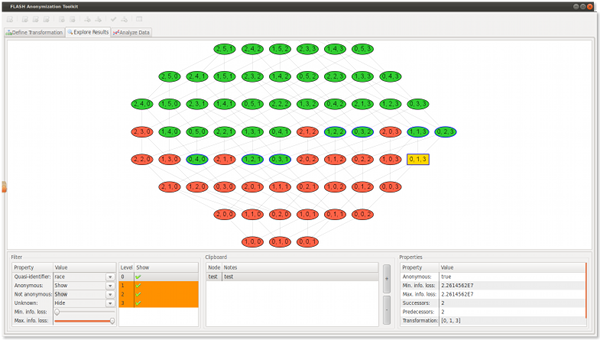 FLASH Anonymization Toolkit
Define Transformation Explore Results Analyze Data
2,5,1 2,4,2 1,5,2 2,3,3 1,4,3 0,5,3
2,5,0 2,4,1 1,5,1 2,3,2 1,4,2 0,5,2 2,2,3 1,3,3 0,4,3
2,4,0 1,5,0 2,3,1 1,4,1 0,5,1 2,2,2 1,3,2 0,4,2 2,1,3 1,2,3 0,3,3
2,3,0 1,4,0 0,5,0 2,2,1 1,3,1 0,4,1 2,1,2 1,2,2 0,3,2 2,0,3 1,1,3 0,2,3
2,2,0 1,3,0 0,4,0 2,1,1 1,2,1 0,3,1 2,0,2 1,1,2 0,2,2 1,0,3 0,1,3
2,1,0 1,2,0 0,3,0 2,0,1 1,1,1 0,2,1 1,0,2 0,1,2 0,0,3
2,0,0 1,1,0 0,2,0 1,0,1 0,1,1 0,0,2
1,0,0 0,1,0 0,0,1
Filter
Property Value
Quasi-identifier: race
Anonymous: Show
Not anonymous: Show
Unknown: Hide
Min. info. loss:
Max. info. loss:
Level Show
0
1
2
3
Clipboard
Node Notes
test test
+
-
Properties
Property Value
Anonymous: true
Min. info. loss: 2.2614562E7
Max. info. loss: 2.2614562E7
Successors: 2
Predecessors: 2
Transformation: [0, 1, 3]